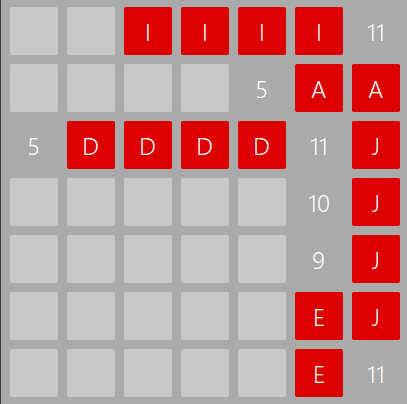 I I I I 11
5 A A
5 D D D D 11 J
10 J
9 J
E J
E 11